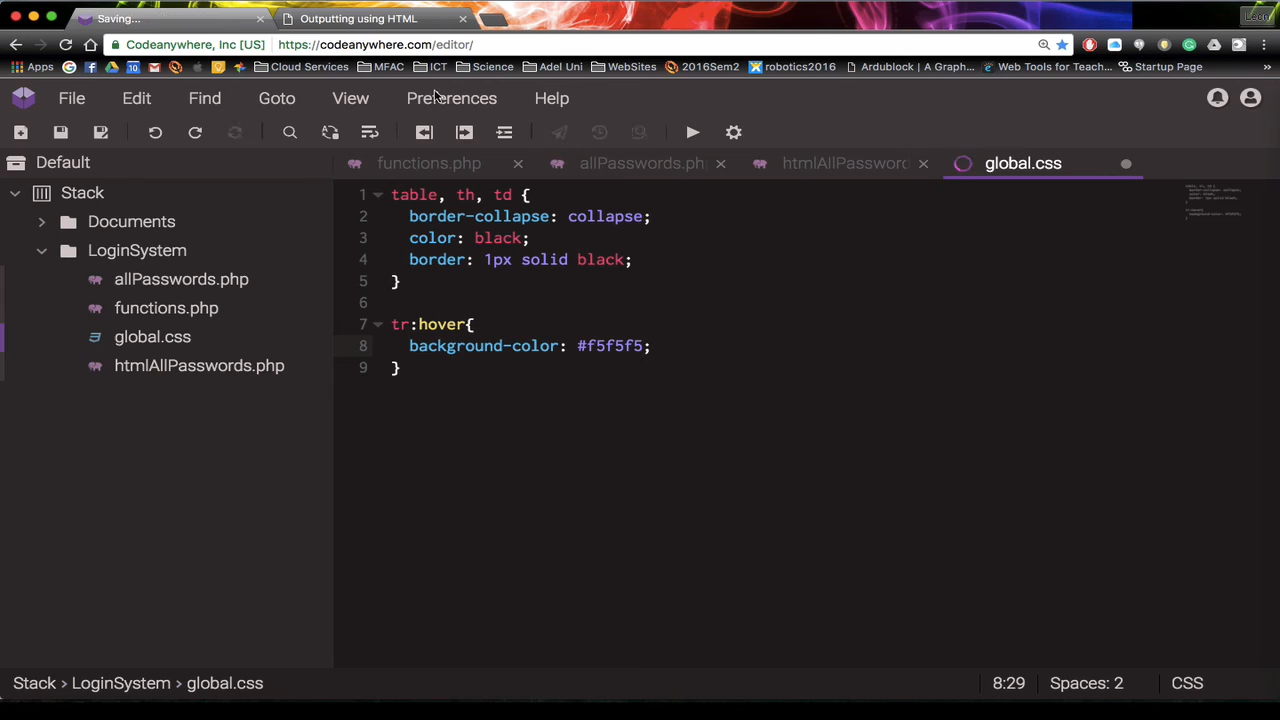 Saving... Outputting using HTML Leon
Codeanywhere, Inc [US] https://codeanywhere.com/editor/
Apps Cloud Services MFAC ICT Science Adel Uni WebSites 2016Sem2 robotics2016 Ardublock | A Graph... Web Tools for Teach... Startup Page »
File Edit Find Goto View Preferences Help
Default functions.php allPasswords.ph htmlAllPassword global.css
Stack
Documents
LoginSystem
allPasswords.php
functions.php
global.css
htmlAllPasswords.php
1 table, th, td {
2 border-collapse: collapse;
3 color: black;
4 border: 1px solid black;
5 }
6
7 tr:hover{
8 background-color: #f5f5f5;
9 }
Stack > LoginSystem > global.css 8:29 Spaces: 2 CSS